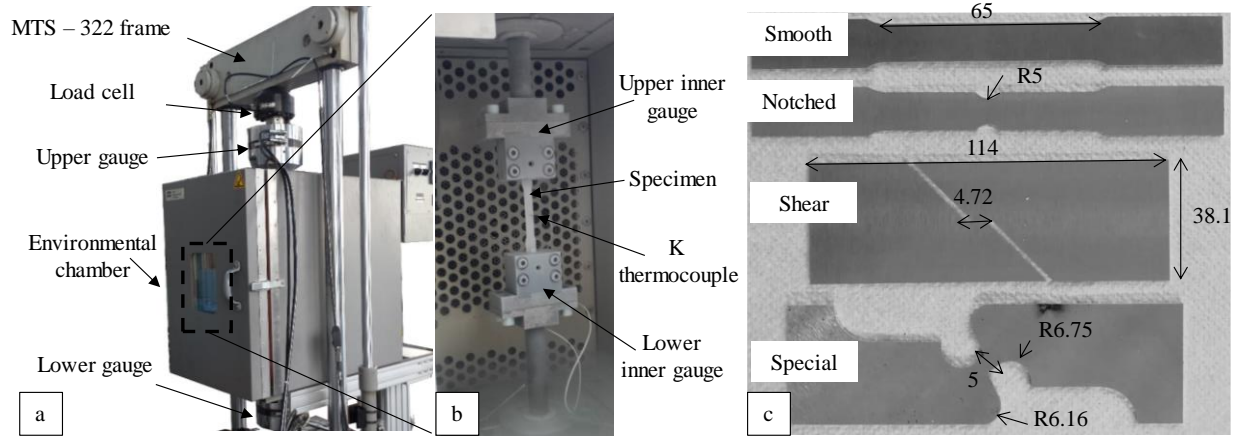 MTS – 322 frame
Load cell
Upper gauge
Environmental
chamber
Lower gauge
a
Upper inner
gauge
Specimen
K
thermocouple
Lower
inner gauge
b
65
Smooth
R5
Notched
114
4.72
Shear
38.1
R6.75
Special
5
R6.16
c